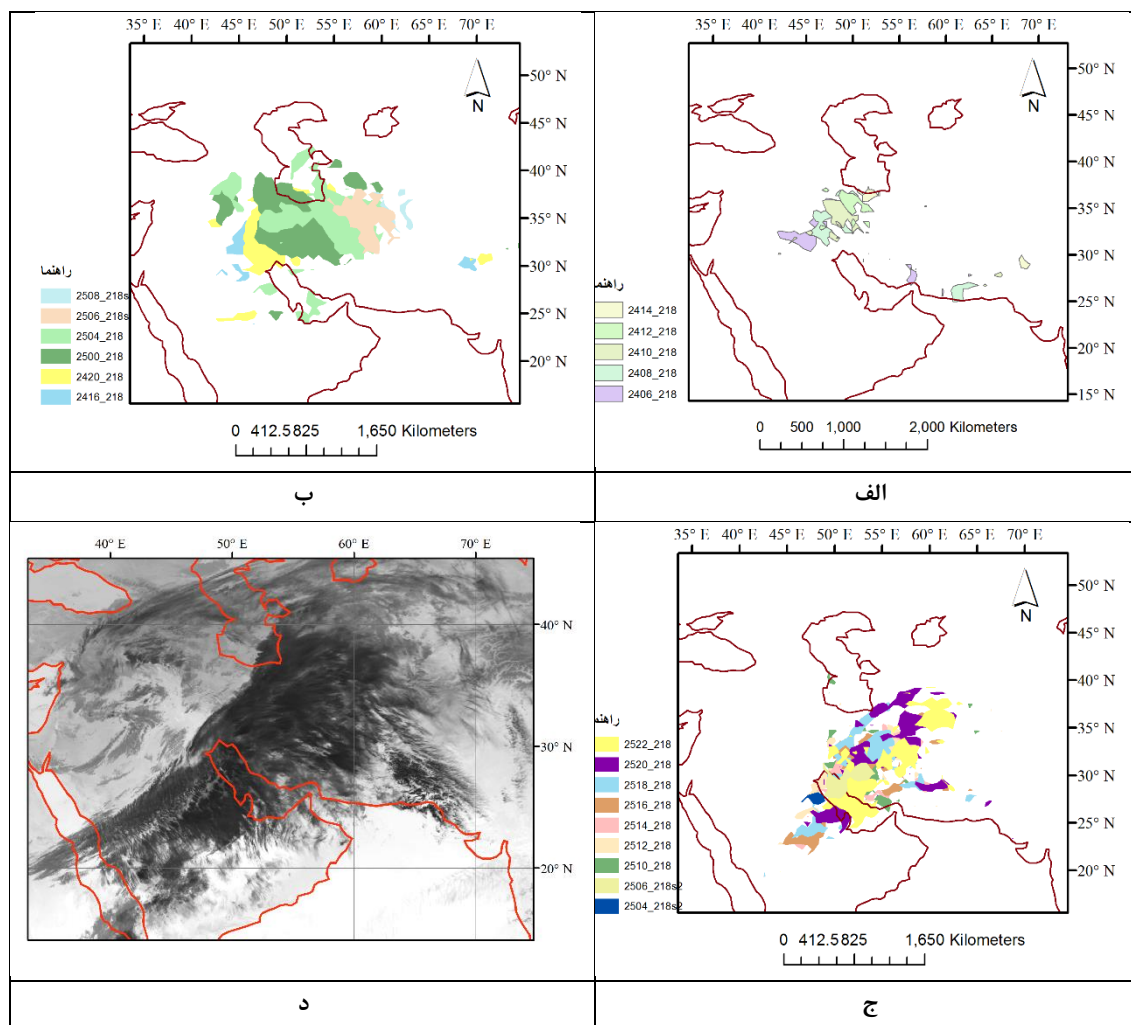 35° E 40° E 45° E 50° E 55° E 60° E 65° E 70° E
50° N
45° N
40° N
35° N
30° N
25° N
20° N
15° N
N
راهنما
2414_218
2412_218
2410_218
2408_218
2406_218
0 500 1,000 2,000 Kilometers
الف
35° E 40° E 45° E 50° E 55° E 60° E 65° E 70° E
50° N
45° N
40° N
35° N
30° N
25° N
20° N
N
راهنما
2508_218s
2506_218s
2504_218
2500_218
2420_218
2416_218
0 412.5 825 1,650 Kilometers
ب
35° E 40° E 45° E 50° E 55° E 60° E 65° E 70° E
50° N
45° N
40° N
35° N
30° N
25° N
20° N
N
راهنم
2522_218
2520_218
2518_218
2516_218
2514_218
2512_218
2510_218
2506_218s2
2504_218s2
0 412.5 825 1,650 Kilometers
ج
40° E 50° E 60° E 70° E
40° N
30° N
20° N
د